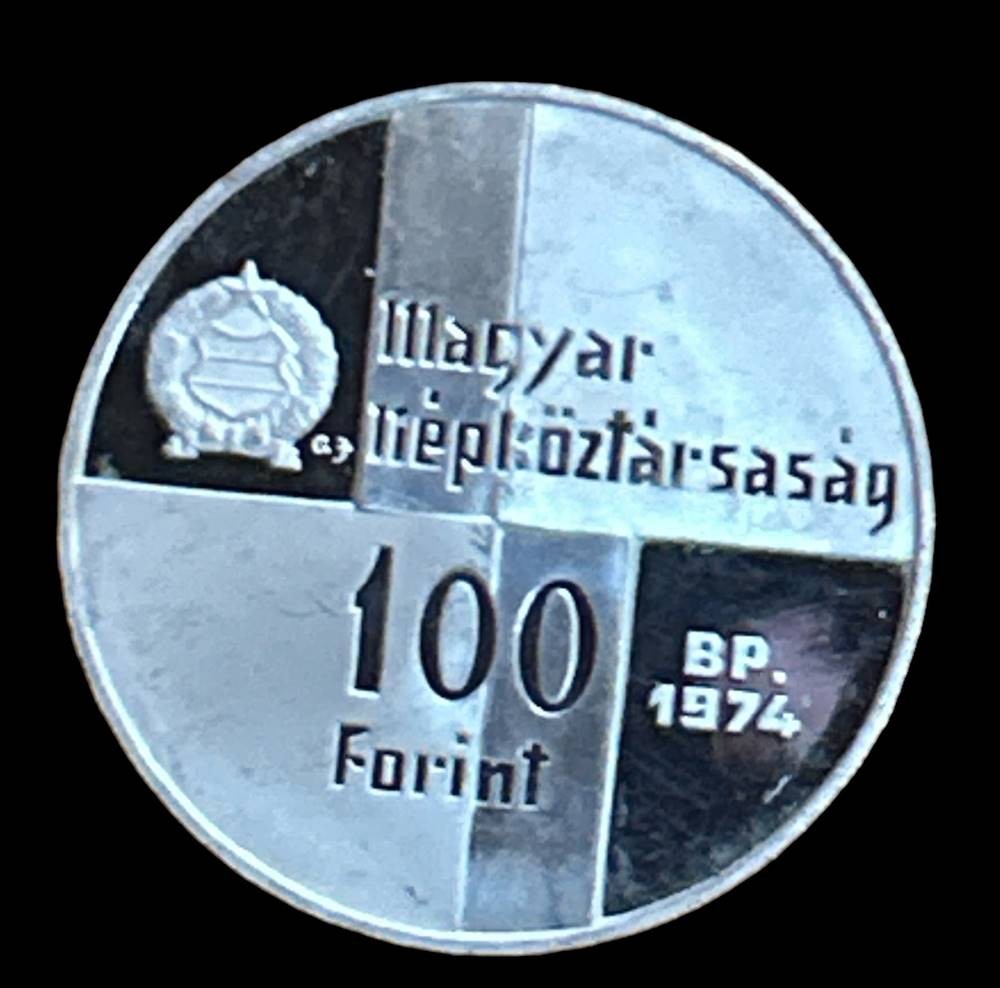 Magyar
Népköztársaság
100
Forint
BP.
1974